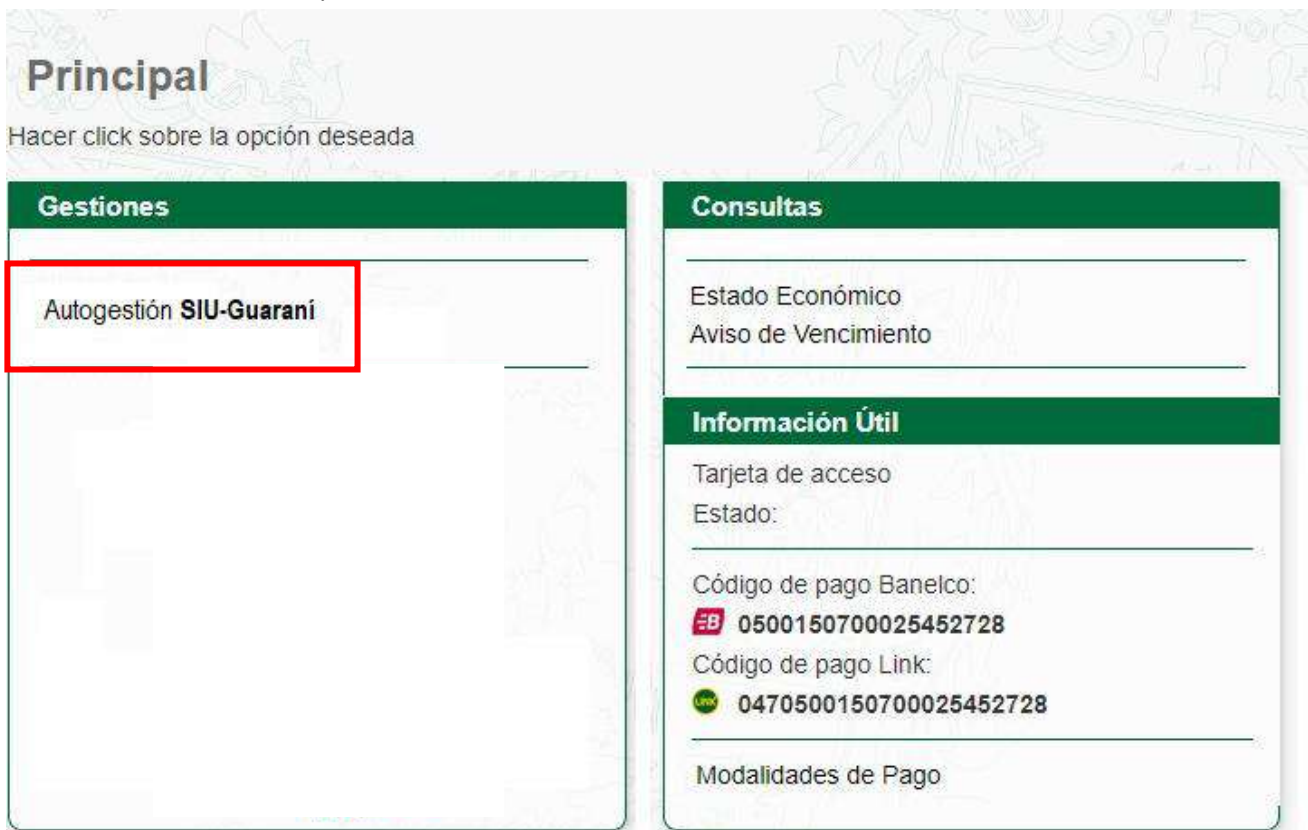 Principal
Hacer click sobre la opción deseada
Gestiones
Autogestión SIU-Guaraní
Consultas
Estado Económico
Aviso de Vencimiento
Información Útil
Tarjeta de acceso
Estado:
Código de pago Banelco:
0500150700025452728
Código de pago Link:
LINK 0470500150700025452728
Modalidades de Pago